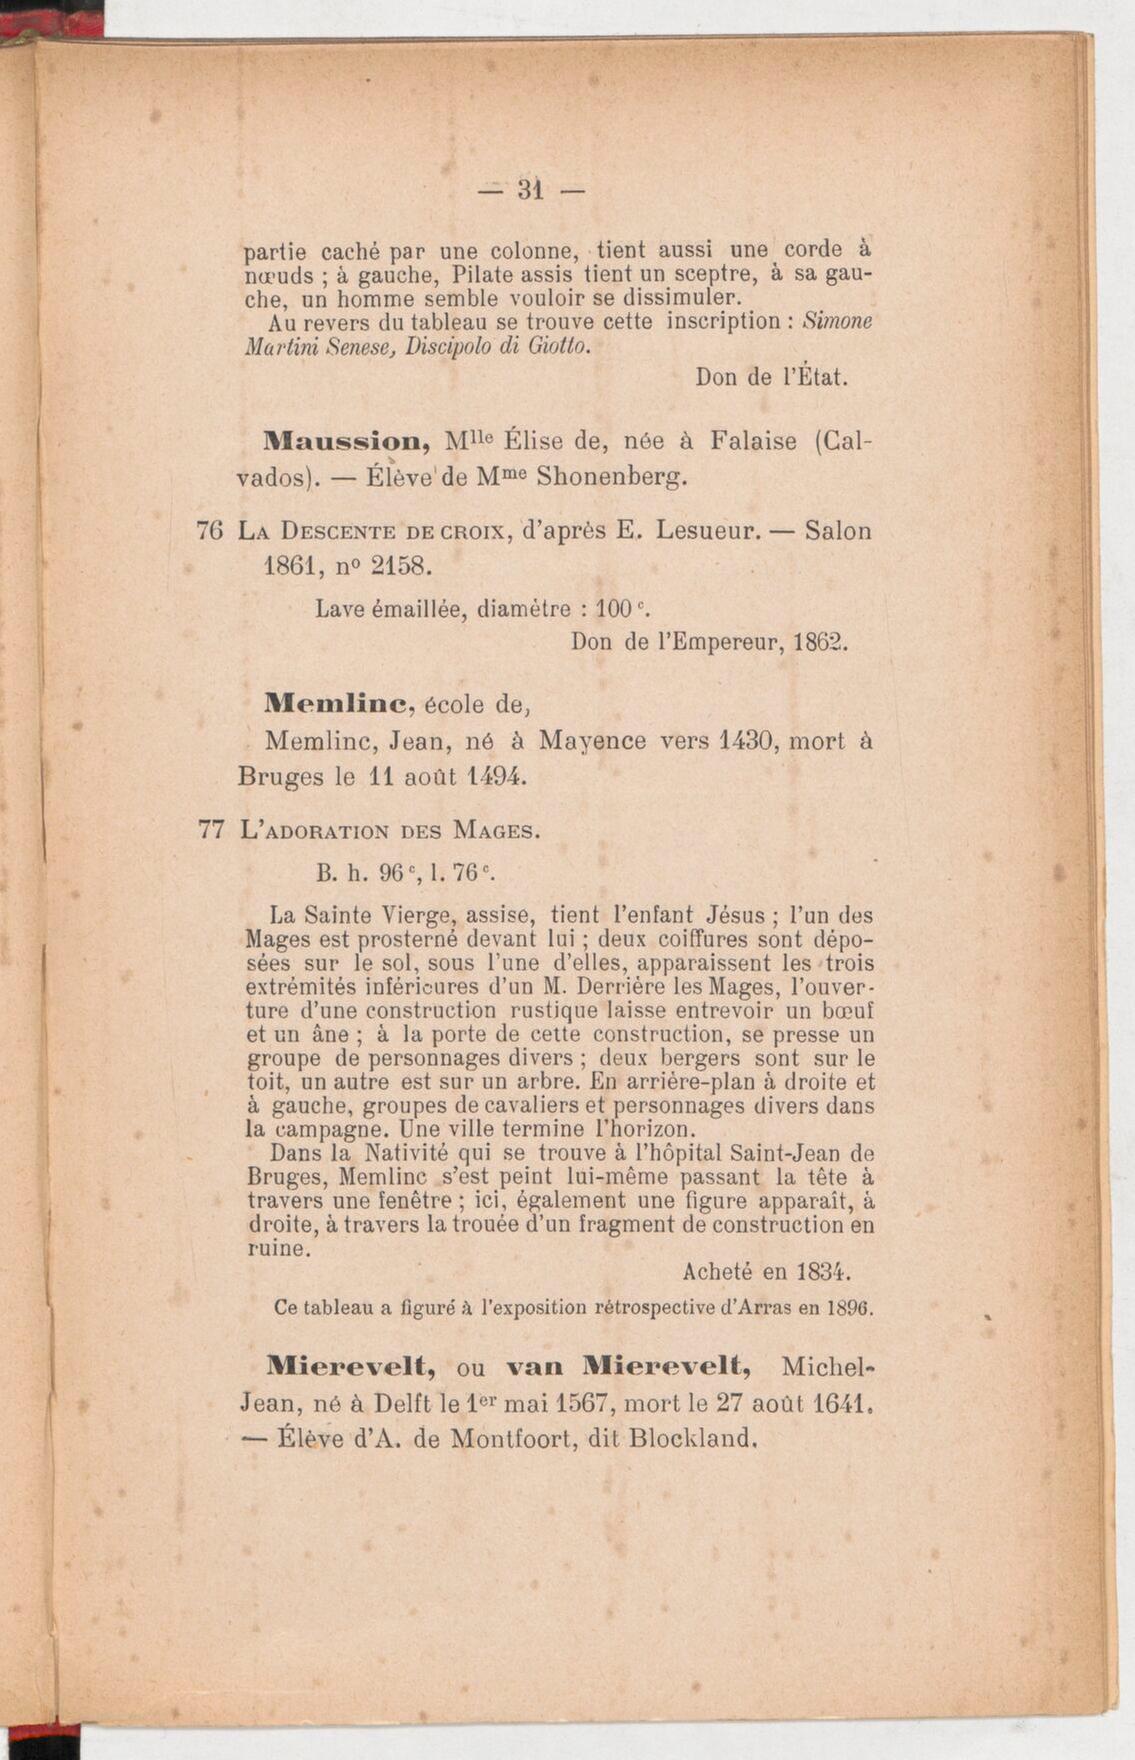 — 31 —
partie caché par une colonne, tient aussi une corde à
nœuds ; à gauche, Pilate assis tient un sceptre, à sa gau-
che, un homme semble vouloir se dissimuler.
Au revers du tableau se trouve cette inscription : Simone
Martini Senese, Discipolo di Giotto.
Don de l'État.
Maussion, Mlle Élise de, née à Falaise (Cal-
vados). — Élève de Mme Shonenberg.
76 La Descente de croix, d'après E. Lesueur. — Salon
1861, no 2158.
Lave émaillée, diamètre : 100 c.
Don de l'Empereur, 1862.
Memlinc, école de,
Memlinc, Jean, né à Mayence vers 1430, mort à
Bruges le 11 août 1494.
77 L'adoration des Mages.
B. h. 96 c, l. 76 c.
La Sainte Vierge, assise, tient l'enfant Jésus ; l'un des
Mages est prosterné devant lui ; deux coiffures sont dépo-
sées sur le sol, sous l'une d'elles, apparaissent les trois
extrémités inférieures d'un M. Derrière les Mages, l'ouver-
ture d'une construction rustique laisse entrevoir un bœuf
et un âne ; à la porte de cette construction, se presse un
groupe de personnages divers ; deux bergers sont sur le
toit, un autre est sur un arbre. En arrière-plan à droite et
à gauche, groupes de cavaliers et personnages divers dans
la campagne. Une ville termine l'horizon.
Dans la Nativité qui se trouve à l'hôpital Saint-Jean de
Bruges, Memlinc s'est peint lui-même passant la tête à
travers une fenêtre ; ici, également une figure apparaît, à
droite, à travers la trouée d'un fragment de construction en
ruine.
Acheté en 1834.
Ce tableau a figuré à l'exposition rétrospective d'Arras en 1896.
Mierevelt, ou van Mierevelt, Michel-
Jean, né à Delft le 1er mai 1567, mort le 27 août 1641.
— Élève d'A. de Montfoort, dit Blockland.